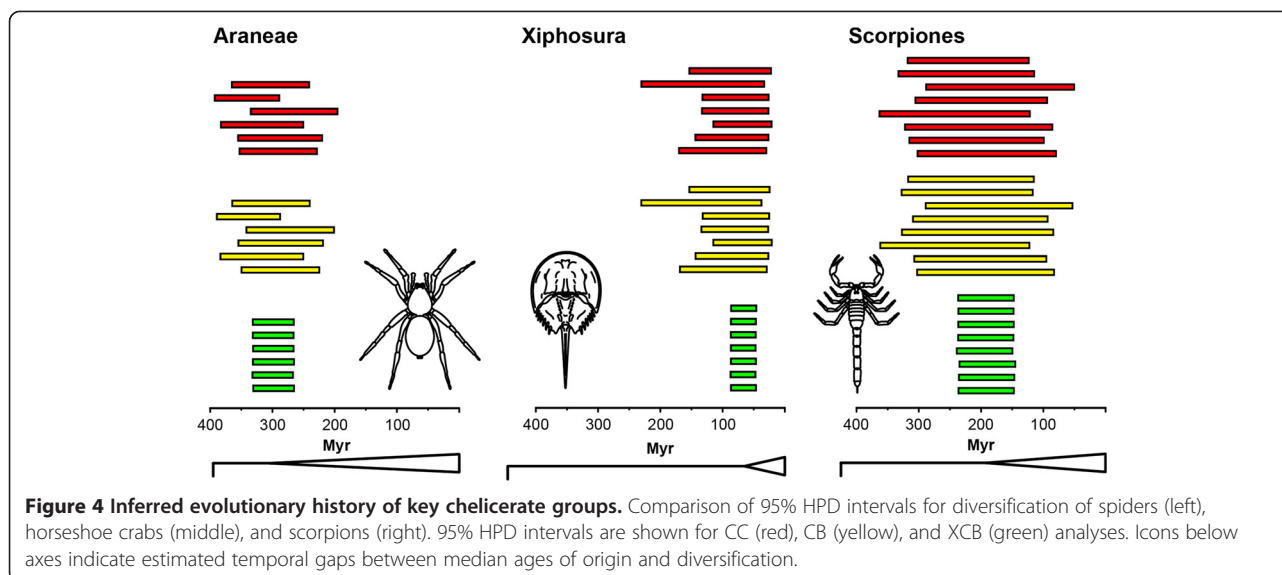 Araneae Xiphosura Scorpiones
400 300 200 100 400 300 200 100 400 300 200 100
Myr Myr Myr
Figure 4 Inferred evolutionary history of key chelicerate groups. Comparison of 95% HPD intervals for diversification of spiders (left),
horseshoe crabs (middle), and scorpions (right). 95% HPD intervals are shown for CC (red), CB (yellow), and XCB (green) analyses. Icons below
axes indicate estimated temporal gaps between median ages of origin and diversification.